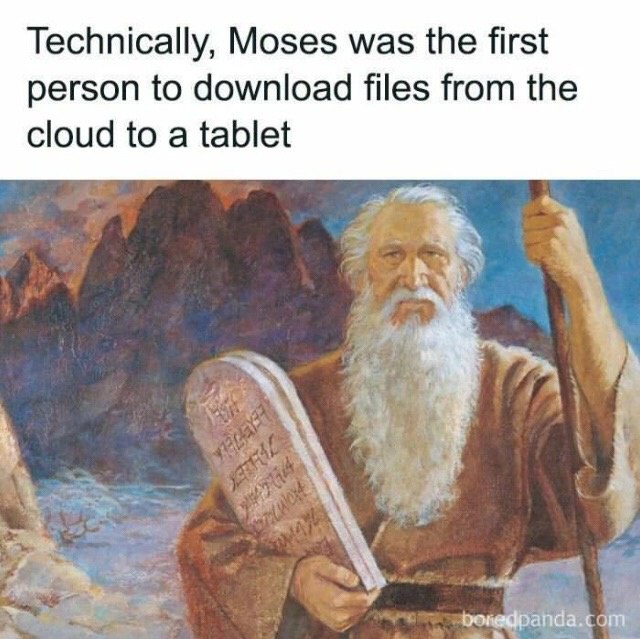 Technically, Moses was the first
person to download files from the
cloud to a tablet
boredpanda.com